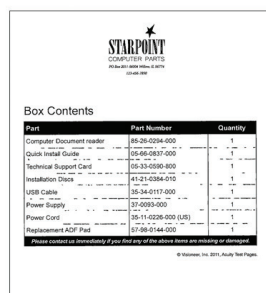 STARPOINT
COMPUTER PARTS
Box Contents
Part Part Number Quantity
Computer Document reader 85-26-0294-000 1
Quick Install Guide 05-66-0837-000 1
Technical Support Card 05-33-0590-800 1
Installation Discs 41-21-0384-010 1
USB Cable 35-34-0117-000 1
Power Supply 37-0093-000 1
Power Cord 35-11-0226-000 (US) 1
Replacement ADF Pad 57-98-0144-000 1
Please contact us immediately if you find any of the above items are missing or damaged.
© Visioneer, Inc. 2011, Acuity Test Pages.